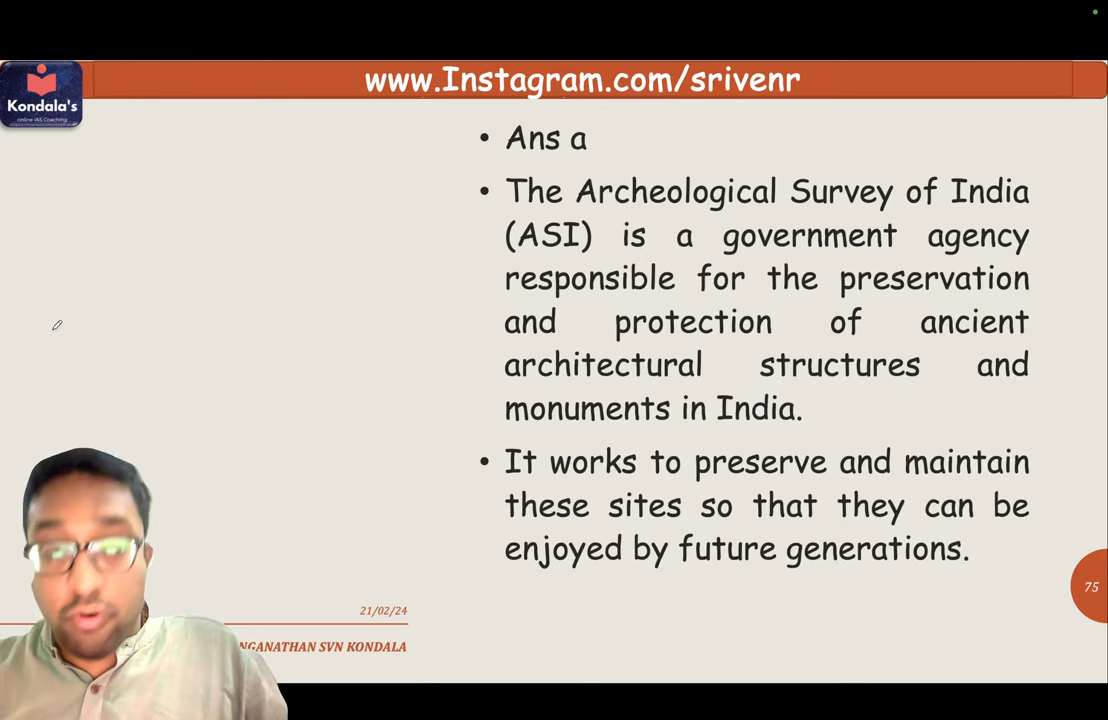 www.Instagram.com/srivenr
Kondala's
online IAS Coaching
• Ans a
• The Archeological Survey of India
(ASI) is a government agency
responsible for the preservation
and protection of ancient
architectural structures and
monuments in India.
• It works to preserve and maintain
these sites so that they can be
enjoyed by future generations.
75
21/02/24
NGANATHAN SVN KONDALA